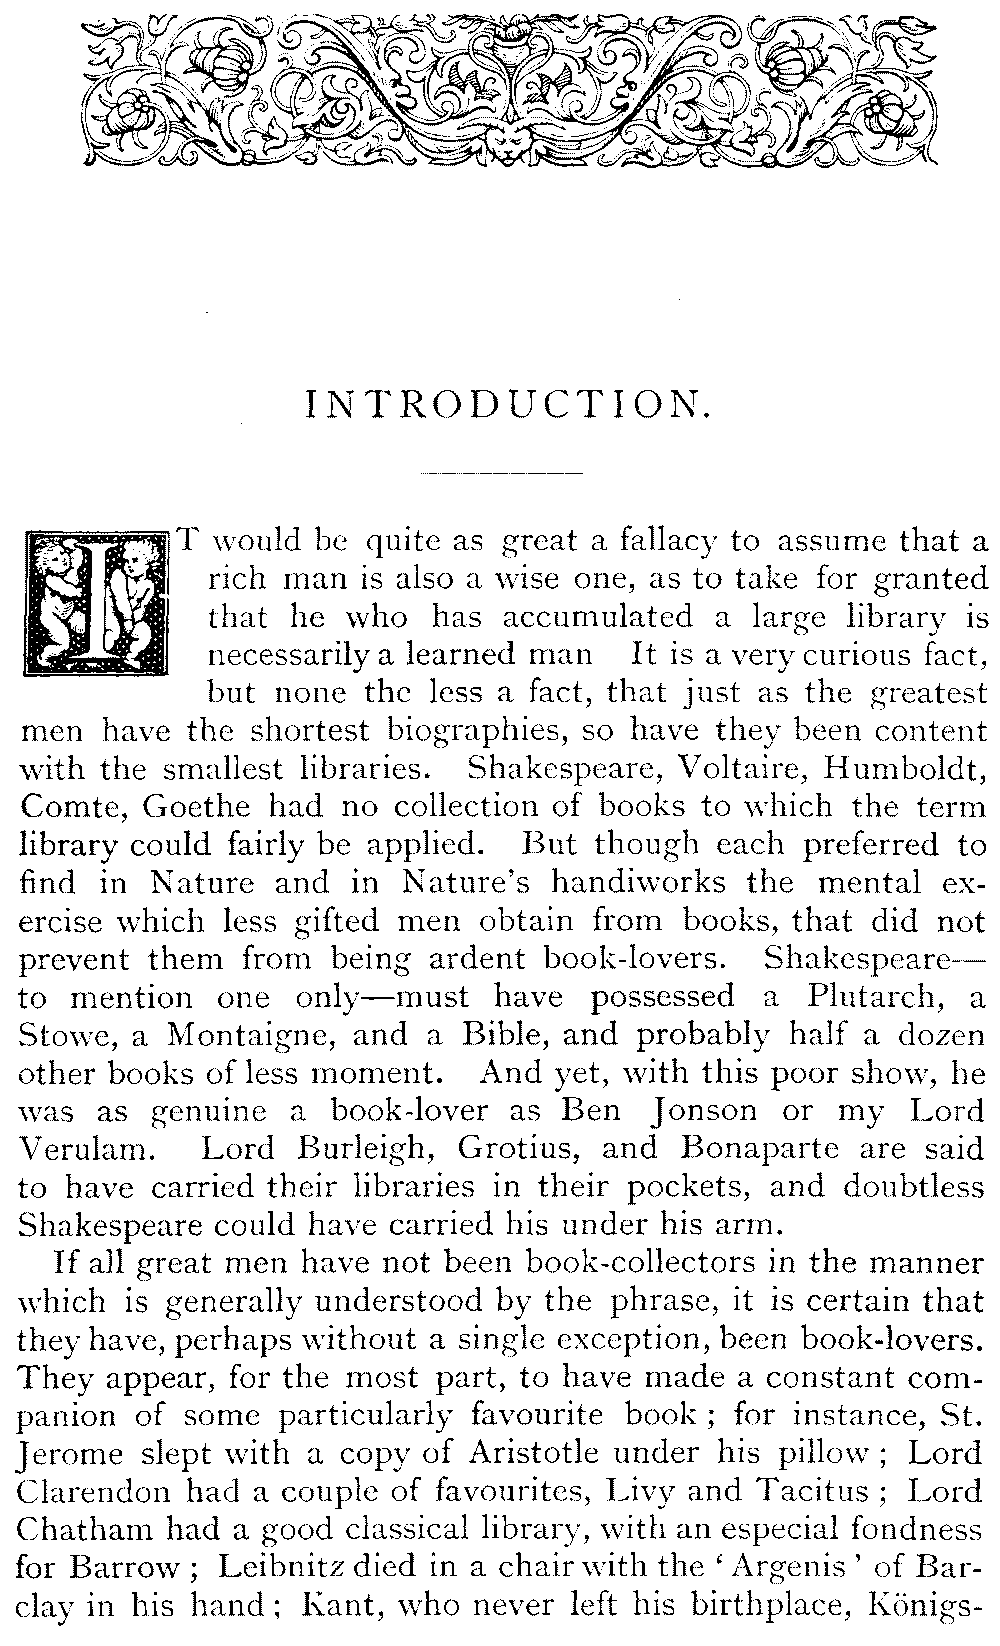 INTRODUCTION.
IT would be quite as great a fallacy to assume that a
rich man is also a wise one, as to take for granted
that he who has accumulated a large library is
necessarily a learned man It is a very curious fact,
but none the less a fact, that just as the greatest
men have the shortest biographies, so have they been content
with the smallest libraries. Shakespeare, Voltaire, Humboldt,
Comte, Goethe had no collection of books to which the term
library could fairly be applied. But though each preferred to
find in Nature and in Nature's handiworks the mental ex-
ercise which less gifted men obtain from books, that did not
prevent them from being ardent book-lovers. Shakespeare—
to mention one only—must have possessed a Plutarch, a
Stowe, a Montaigne, and a Bible, and probably half a dozen
other books of less moment. And yet, with this poor show, he
was as genuine a book-lover as Ben Jonson or my Lord
Verulam. Lord Burleigh, Grotius, and Bonaparte are said
to have carried their libraries in their pockets, and doubtless
Shakespeare could have carried his under his arm.
If all great men have not been book-collectors in the manner
which is generally understood by the phrase, it is certain that
they have, perhaps without a single exception, been book-lovers.
They appear, for the most part, to have made a constant com-
panion of some particularly favourite book ; for instance, St.
Jerome slept with a copy of Aristotle under his pillow ; Lord
Clarendon had a couple of favourites, Livy and Tacitus ; Lord
Chatham had a good classical library, with an especial fondness
for Barrow ; Leibnitz died in a chair with the ‘ Argenis ’ of Bar-
clay in his hand ; Kant, who never left his birthplace, Königs-